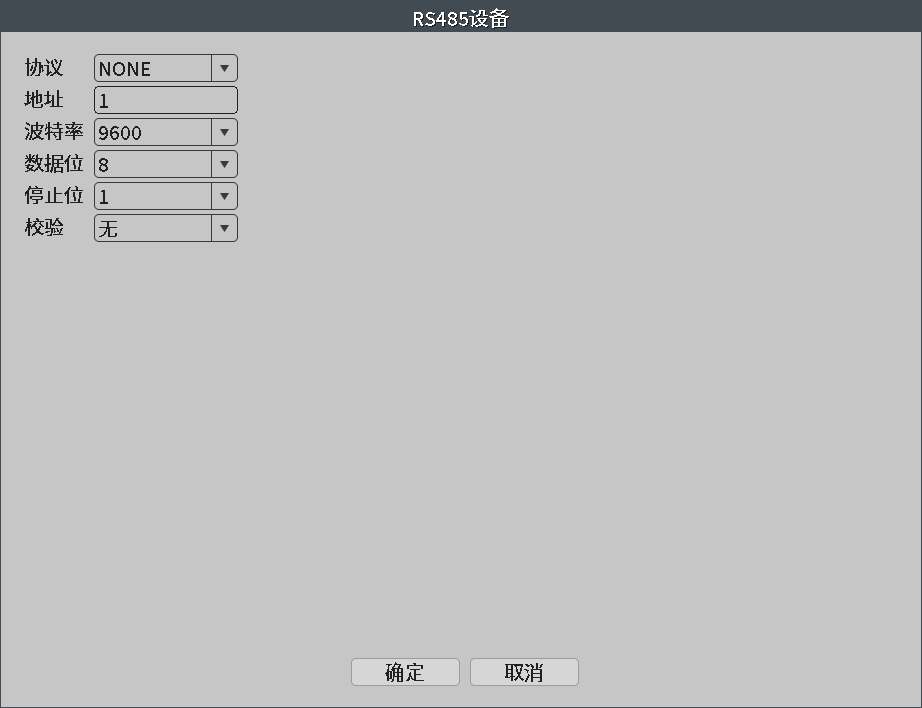 RS485设备
协议 NONE
地址 1
波特率 9600
数据位 8
停止位 1
校验 无
确定 取消